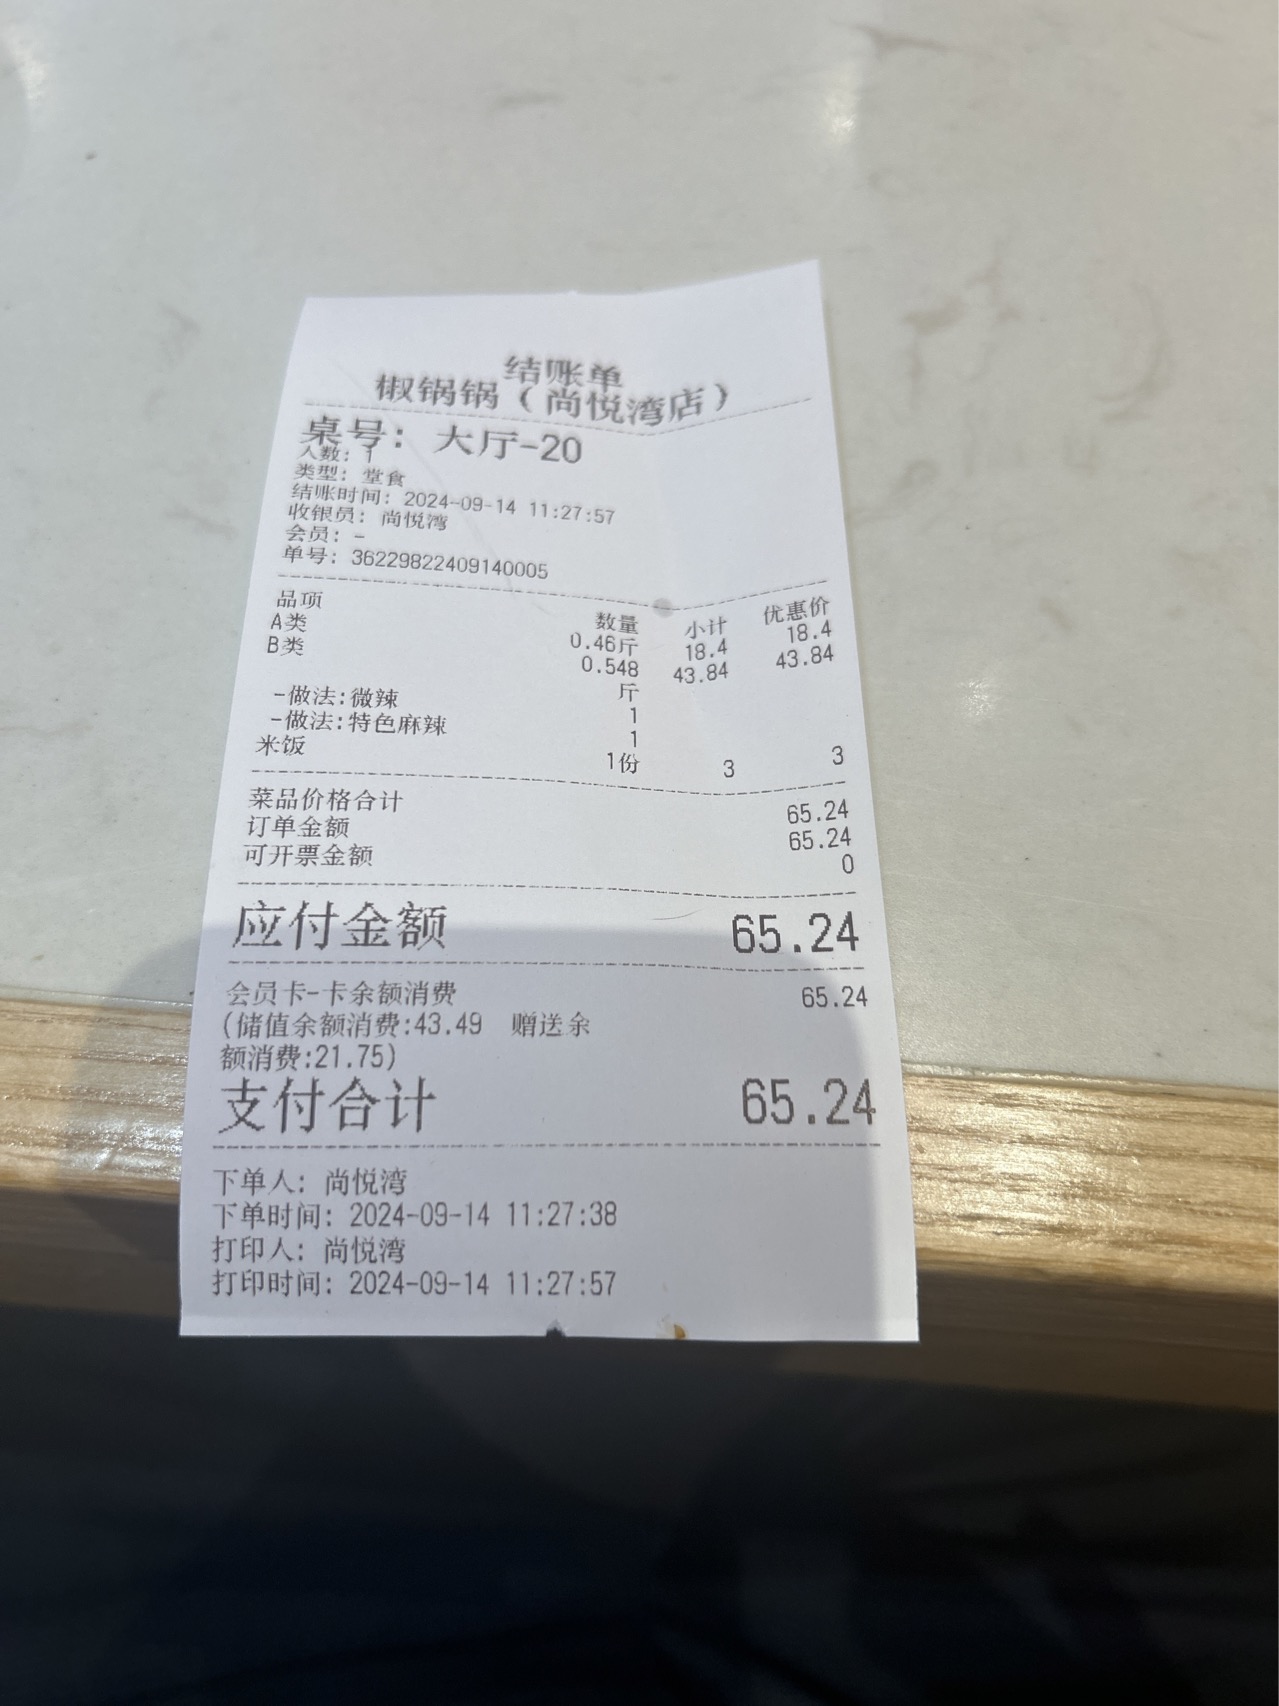 结账单
椒锅锅（尚悦湾店）
桌号：大厅-20
人数：1
类型：堂食
结账时间：2024-09-14 11:27:57
收银员：尚悦湾
会员：-
单号：36229822409140005
品项 数量 小计 优惠价
A类 0.46斤 18.4 18.4
B类 0.548 43.84 43.84
斤
-做法:微辣 1
-做法:特色麻辣 1
米饭 1份 3 3
菜品价格合计 65.24
订单金额 65.24
可开票金额 0
应付金额 65.24
会员卡-卡余额消费 65.24
(储值余额消费:43.49 赠送余
额消费:21.75)
支付合计 65.24
下单人：尚悦湾
下单时间：2024-09-14 11:27:38
打印人：尚悦湾
打印时间：2024-09-14 11:27:57